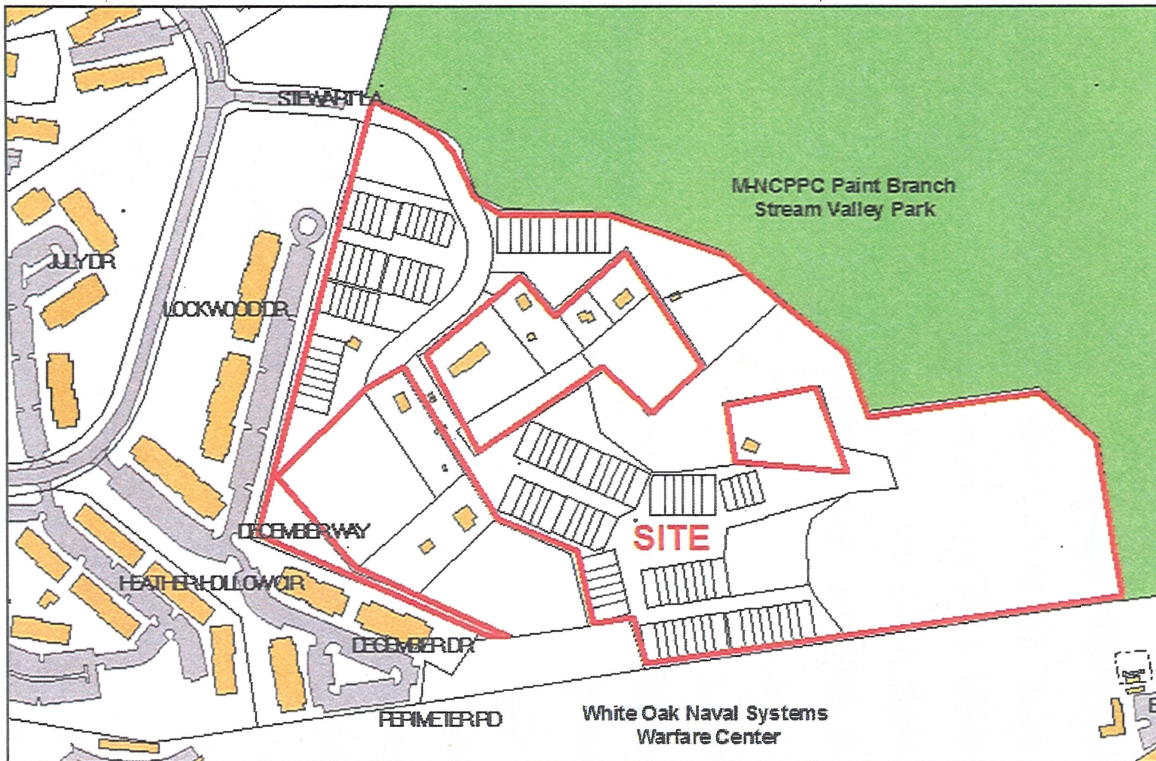 STEWART LA
M-NCPPC Paint Branch
Stream Valley Park
JULY DR
LOCKWOOD DR
SITE
DECEMBER WAY
HEATHER HOLLOW CIR
DECEMBER DR
PERIMETER RD
White Oak Naval Systems
Warfare Center